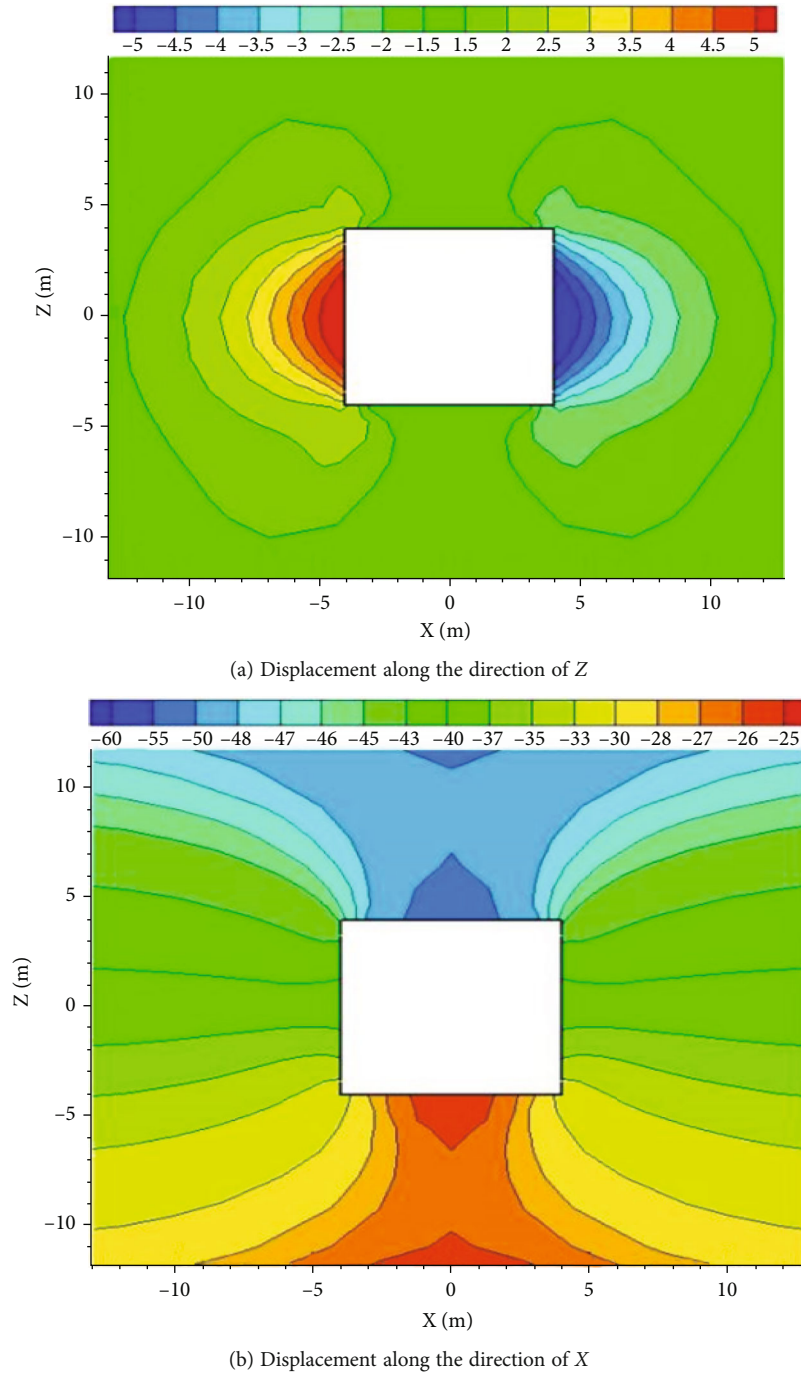 −5 −4.5 −4 −3.5 −3 −2.5 −2 −1.5 1.5 2 2.5 3 3.5 4 4.5 5
10
5
0
−5
−10
Z (m)
−10 −5 0 5 10
X (m)
(a) Displacement along the direction of Z
−60 −55 −50 −48 −47 −46 −45 −43 −40 −37 −35 −33 −30 −28 −27 −26 −25
10
5
0
−5
−10
Z (m)
−10 −5 0 5 10
X (m)
(b) Displacement along the direction of X